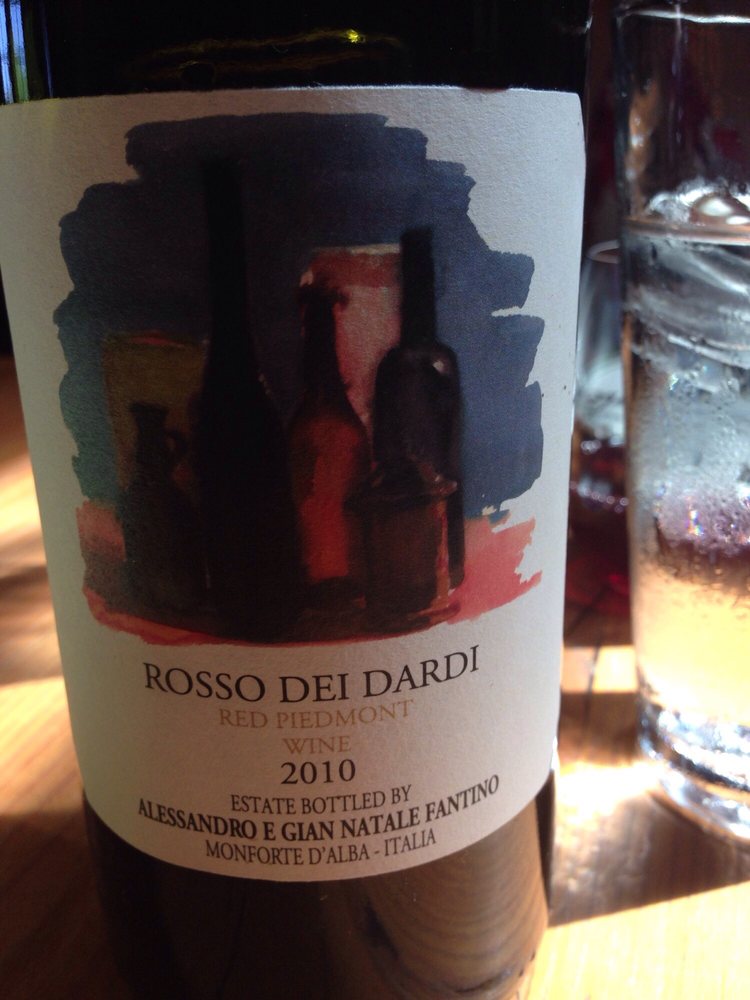 ROSSO DEI DARDI
RED PIEDMONT
WINE
2010
ESTATE BOTTLED BY
ALESSANDRO E GIAN NATALE FANTINO
MONFORTE D'ALBA - ITALIA